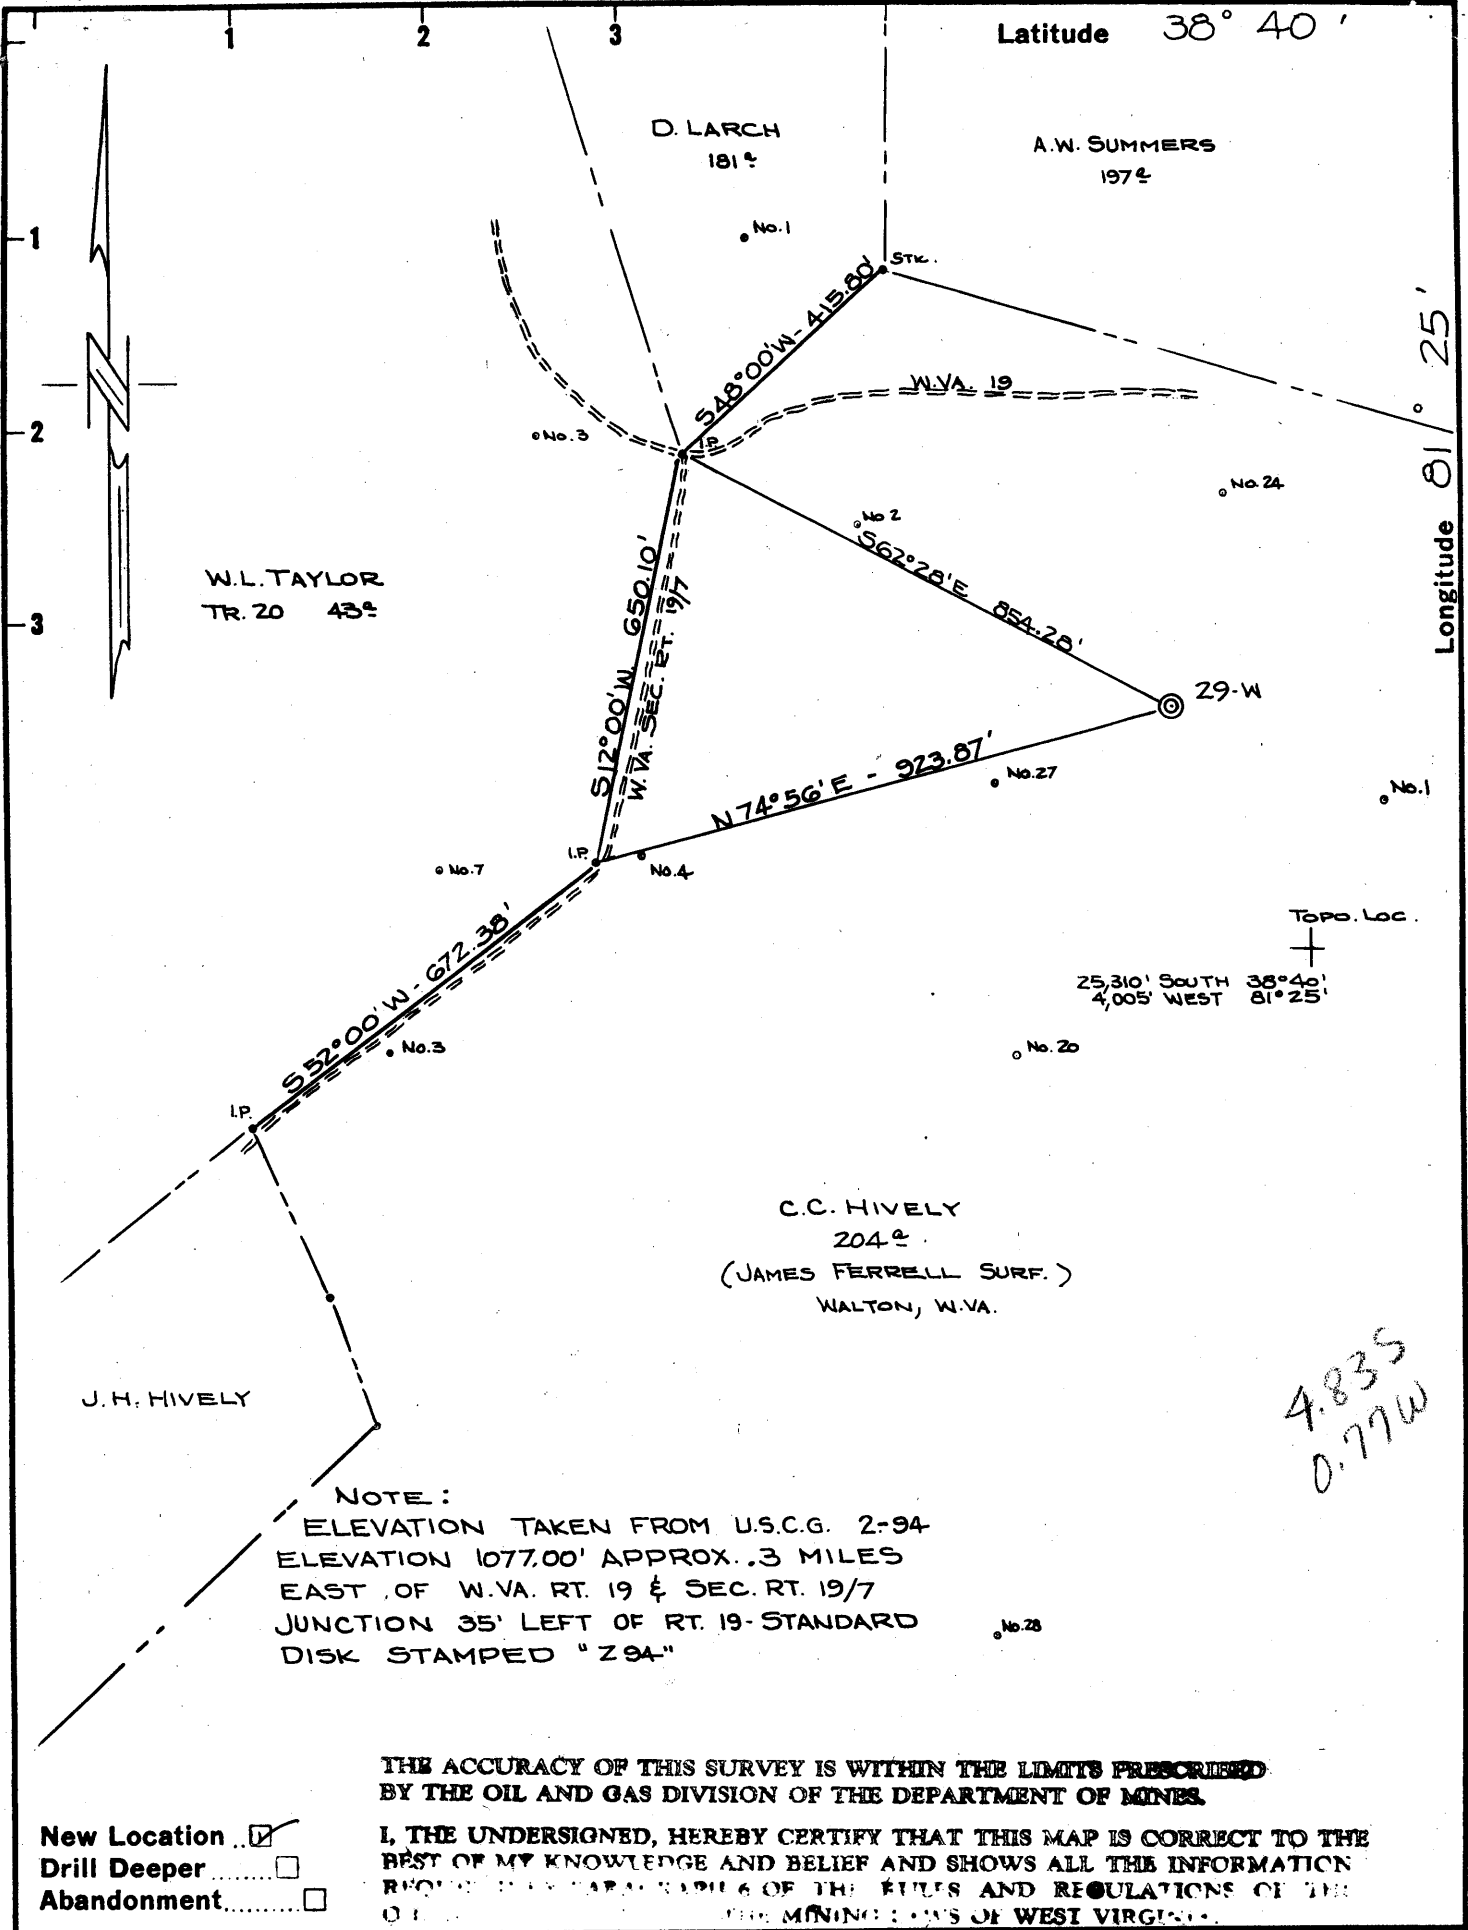 1 2 3
Latitude 38° 40'
D. LARCH
181ª
A.W. SUMMERS
197ª
No.1
1
STK.
S48°00'W - 415.80'
Longitude 81° 25'
W.VA. 19
2
No.3
I.P.
No.24
No 2
S62°28'E 854.28'
W.L. TAYLOR
TR. 20 43ª
3
S12°00'W. 650.10'
W.VA. SEC. RT. 19/7
29-W
N74°56'E - 923.87'
No.27
No.1
I.P.
No.4
No.7
S52°00'W - 672.38'
TOPO. LOC.
25,310' SOUTH 38°40'
4,005' WEST 81°25'
No.3
No.20
I.P.
C.C. HIVELY
204ª
(JAMES FERRELL SURF.)
WALTON, W.VA.
J.H. HIVELY
4.83S
0.77W
NOTE:
ELEVATION TAKEN FROM U.S.C.G. Z-94
ELEVATION 1077.00' APPROX. .3 MILES
EAST OF W.VA. RT. 19 & SEC. RT. 19/7
JUNCTION 35' LEFT OF RT. 19-STANDARD
DISK STAMPED "Z94"
No.28
THE ACCURACY OF THIS SURVEY IS WITHIN THE LIMITS PRESCRIBED
BY THE OIL AND GAS DIVISION OF THE DEPARTMENT OF MINES.
New Location
Drill Deeper
Abandonment
I, THE UNDERSIGNED, HEREBY CERTIFY THAT THIS MAP IS CORRECT TO THE
BEST OF MY KNOWLEDGE AND BELIEF AND SHOWS ALL THE INFORMATION
6 OF THE RULES AND REGULATIONS OF THE
MINING LAWS OF WEST VIRGINIA.